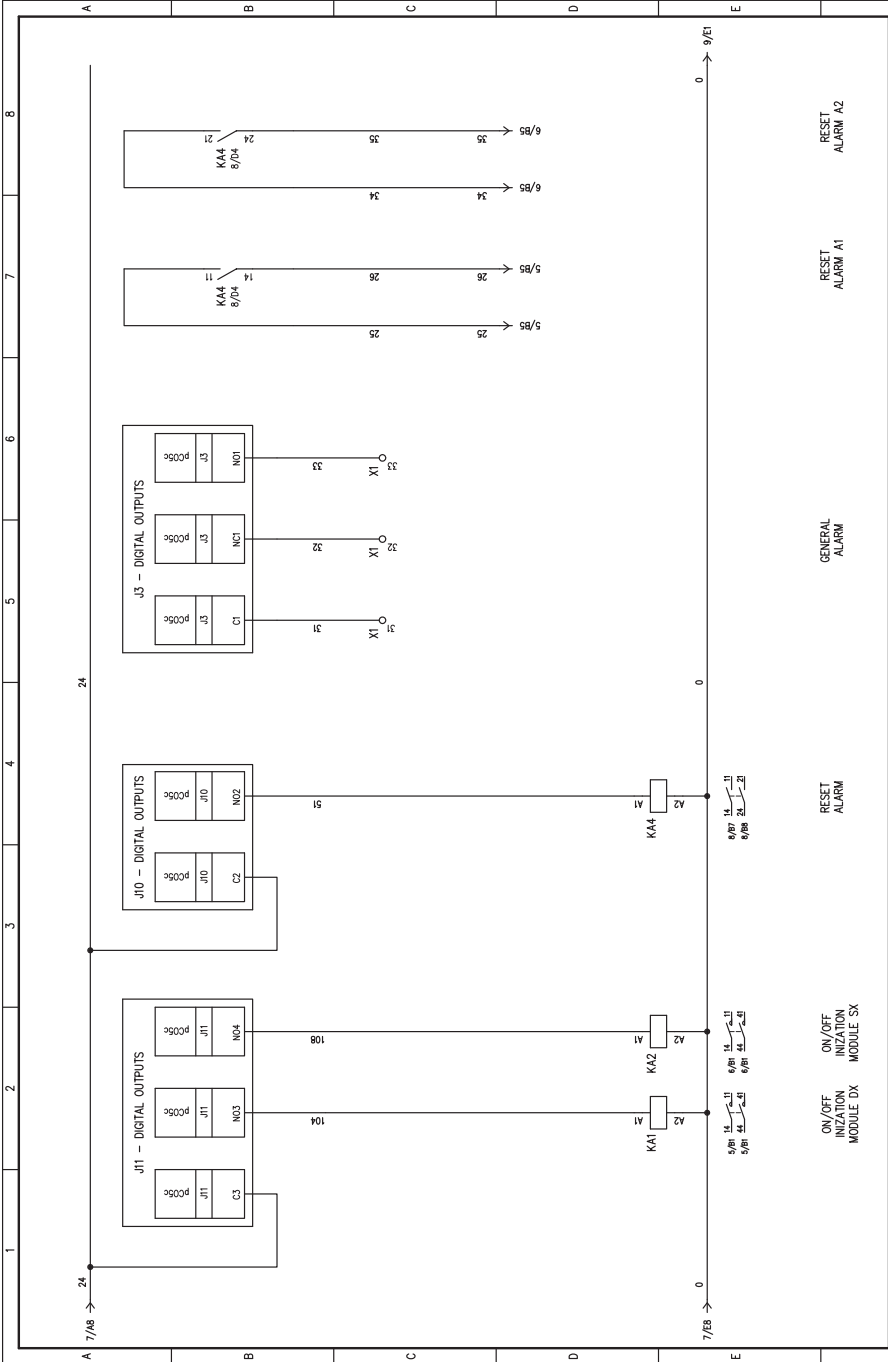 1 2 3 4 5 6 7 8
A A
B B
C C
D D
E E
7/A8
24
24
J11 - DIGITAL OUTPUTS
pCO5c pCO5c pCO5c
J11 J11 J11
C3 NO3 NO4
J10 - DIGITAL OUTPUTS
pCO5c pCO5c
J10 J10
C2 NO2
J3 - DIGITAL OUTPUTS
pCO5c pCO5c pCO5c
J3 J3 J3
C1 NC1 NO1
104
108
51
31 32 33
X1 X1 X1
31 32 33
11
KA4
8/D4
14
25 26
25 26
5/B5 5/B5
21
KA4
8/D4
24
34 35
34 35
6/B5 6/B5
A1 A1 A1
KA1 KA2 KA4
A2 A2 A2
7/E8
0
0
0
9/E1
5/B1 14 11
5/B1 44 41
6/B1 14 11
6/B1 44 41
8/B7 14 11
8/B8 24 21
ON/OFF
INIZATION
MODULE DX
ON/OFF
INIZATION
MODULE SX
RESET
ALARM
GENERAL
ALARM
RESET
ALARM A1
RESET
ALARM A2